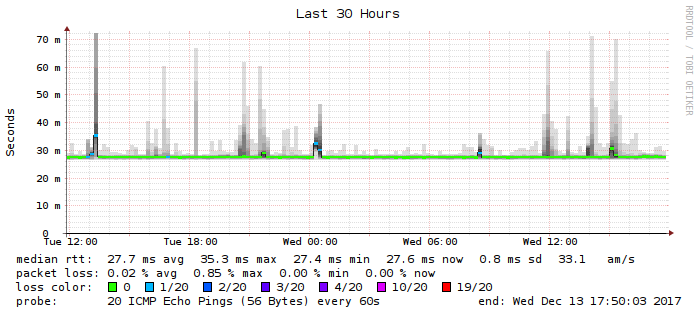 Last 30 Hours
RRDTOOL / TOBI OETIKER
Seconds
70 m
60 m
50 m
40 m
30 m
20 m
10 m
0
Tue 12:00 Tue 18:00 Wed 00:00 Wed 06:00 Wed 12:00
median rtt: 27.7 ms avg 35.3 ms max 27.4 ms min 27.6 ms now 0.8 ms sd 33.1 am/s
packet loss: 0.02 % avg 0.85 % max 0.00 % min 0.00 % now
loss color: 0 1/20 2/20 3/20 4/20 10/20 19/20
probe: 20 ICMP Echo Pings (56 Bytes) every 60s end: Wed Dec 13 17:50:03 2017